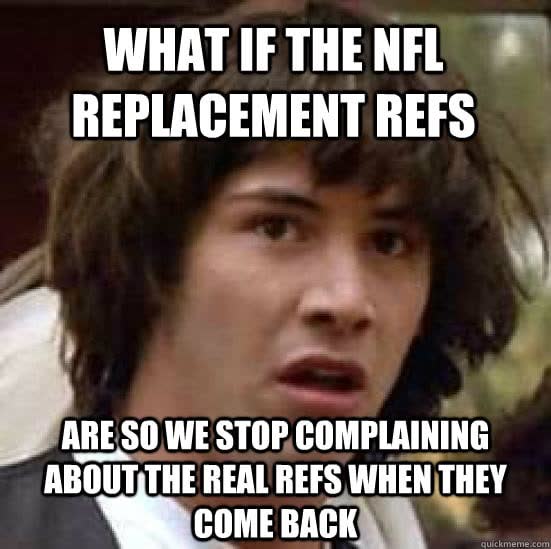 WHAT IF THE NFL
REPLACEMENT REFS
ARE SO WE STOP COMPLAINING
ABOUT THE REAL REFS WHEN THEY
COME BACK
quickmeme.com